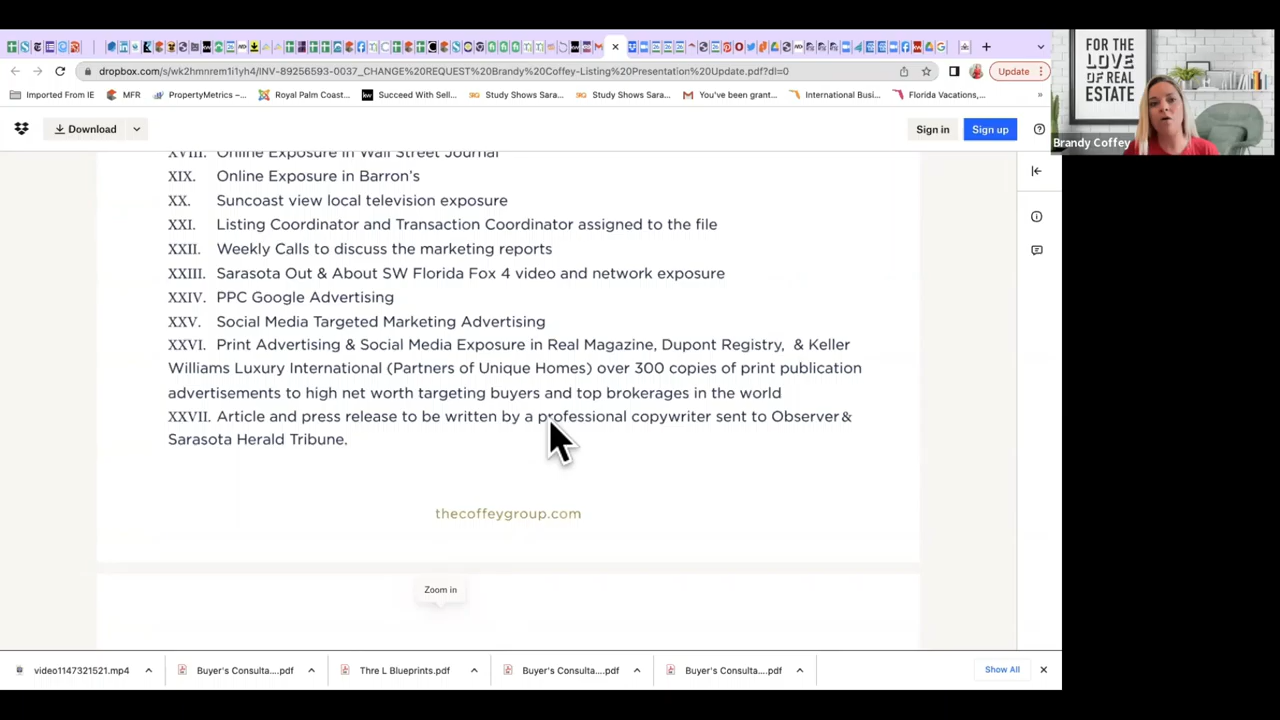 dropbox.com/s/wk2hmnrem1i1yh4/INV-89256593-0037_CHANGE%20REQUEST%20Brandy%20Coffey-Listing%20Presentation%20Update.pdf?dl=0
Update
Imported From IE
MFR
PropertyMetrics –...
Royal Palm Coast...
Succeed With Sell...
Study Shows Sara...
Study Shows Sara...
You've been grant...
International Busi...
Florida Vacations,...
»
Download
Sign in
Sign up
FOR THE
LOVE
OF REAL
ESTATE
Brandy Coffey
XVIII. Online Exposure in Wall Street Journal
XIX. Online Exposure in Barron's
XX. Suncoast view local television exposure
XXI. Listing Coordinator and Transaction Coordinator assigned to the file
XXII. Weekly Calls to discuss the marketing reports
XXIII. Sarasota Out & About SW Florida Fox 4 video and network exposure
XXIV. PPC Google Advertising
XXV. Social Media Targeted Marketing Advertising
XXVI. Print Advertising & Social Media Exposure in Real Magazine, Dupont Registry, & Keller
Williams Luxury International (Partners of Unique Homes) over 300 copies of print publication
advertisements to high net worth targeting buyers and top brokerages in the world
XXVII. Article and press release to be written by a professional copywriter sent to Observer &
Sarasota Herald Tribune.
thecoffeygroup.com
Zoom in
video1147321521.mp4
Buyer's Consulta....pdf
Thre L Blueprints.pdf
Buyer's Consulta....pdf
Buyer's Consulta....pdf
Show All